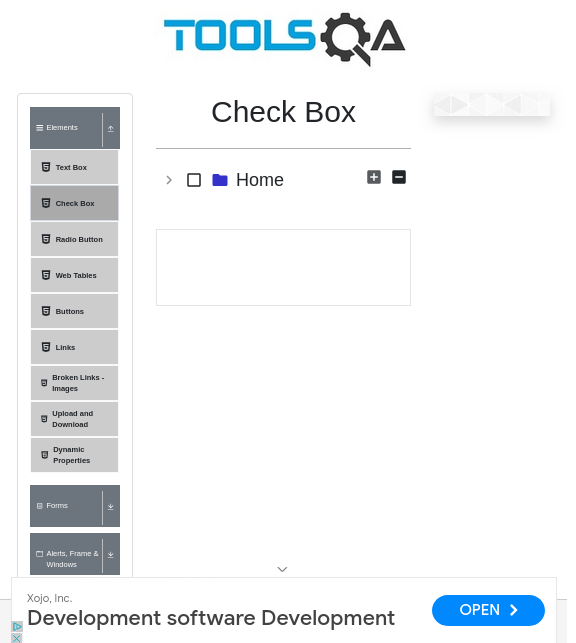 TOOLSQA
Elements
Text Box
Check Box
Radio Button
Web Tables
Buttons
Links
Broken Links -
Images
Upload and
Download
Dynamic
Properties
Forms
Alerts, Frame &
Windows
Check Box
Home
Xojo, Inc.
Development software Development
OPEN